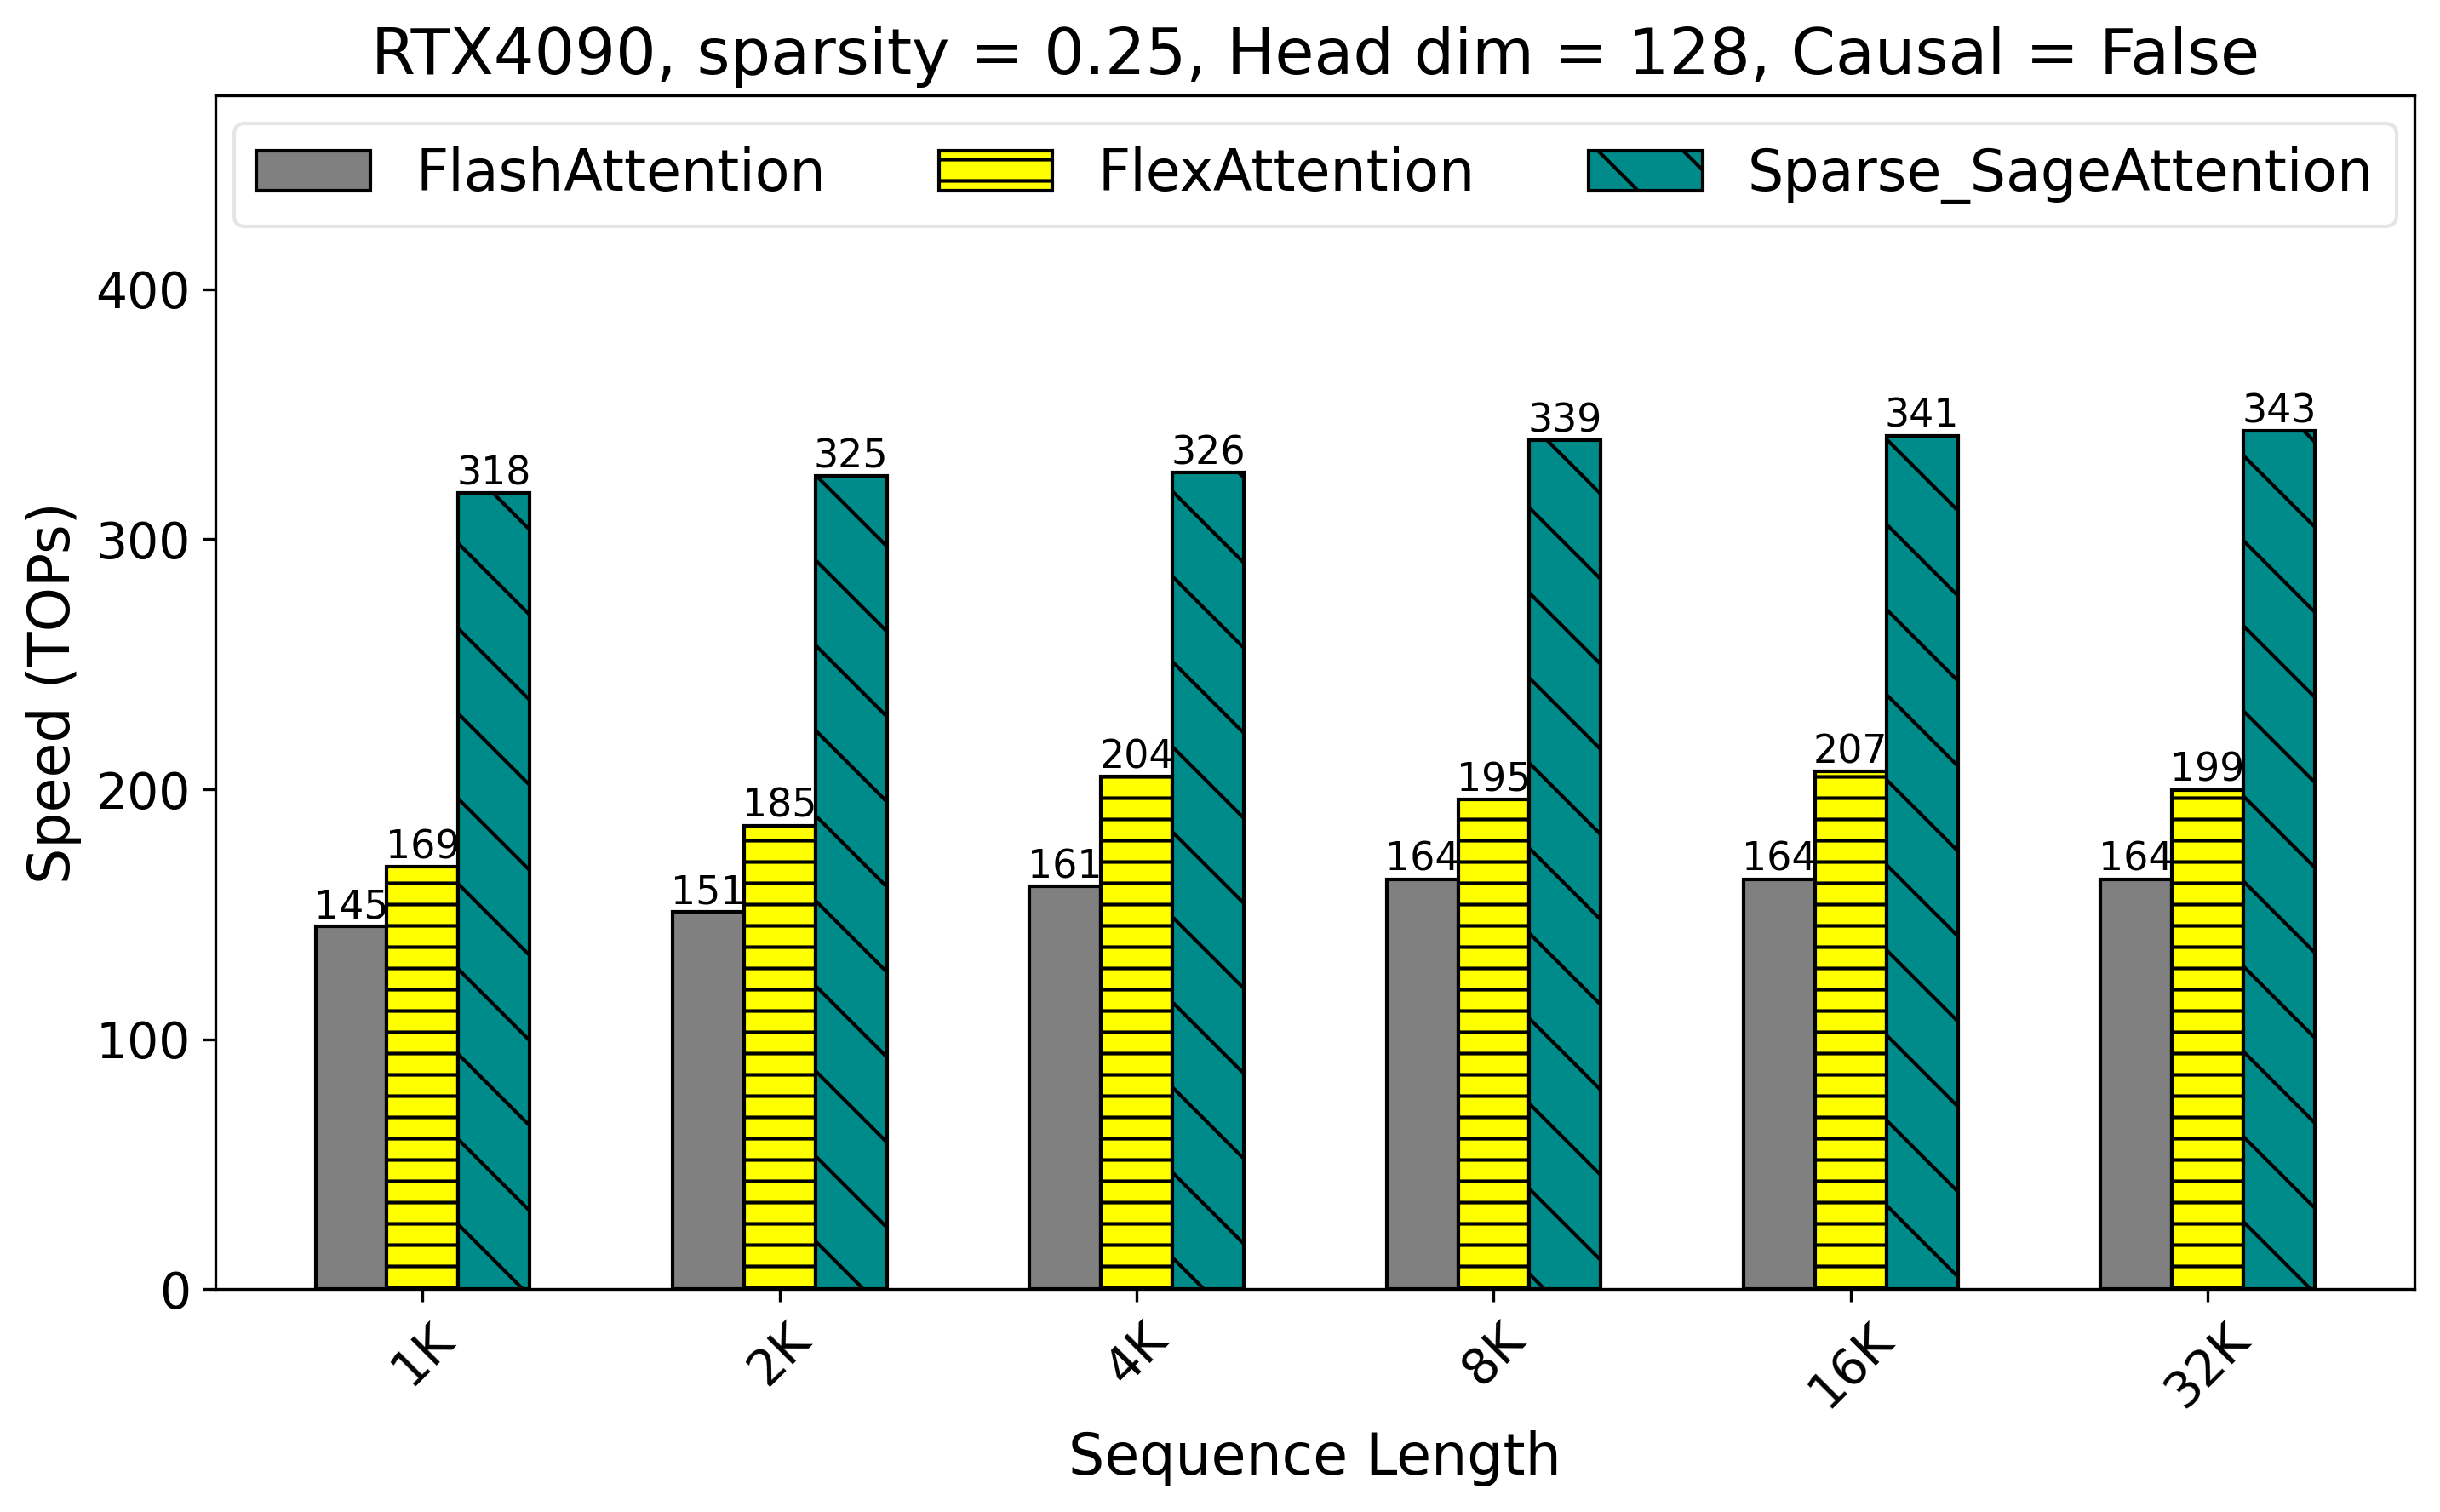 RTX4090, sparsity = 0.25, Head dim = 128, Causal = False
FlashAttention FlexAttention Sparse_SageAttention
Speed (TOPs)
400
300
200
100
0
145 169 318
151 185 325
161 204 326
164 195 339
164 207 341
164 199 343
1K 2K 4K 8K 16K 32K
Sequence Length